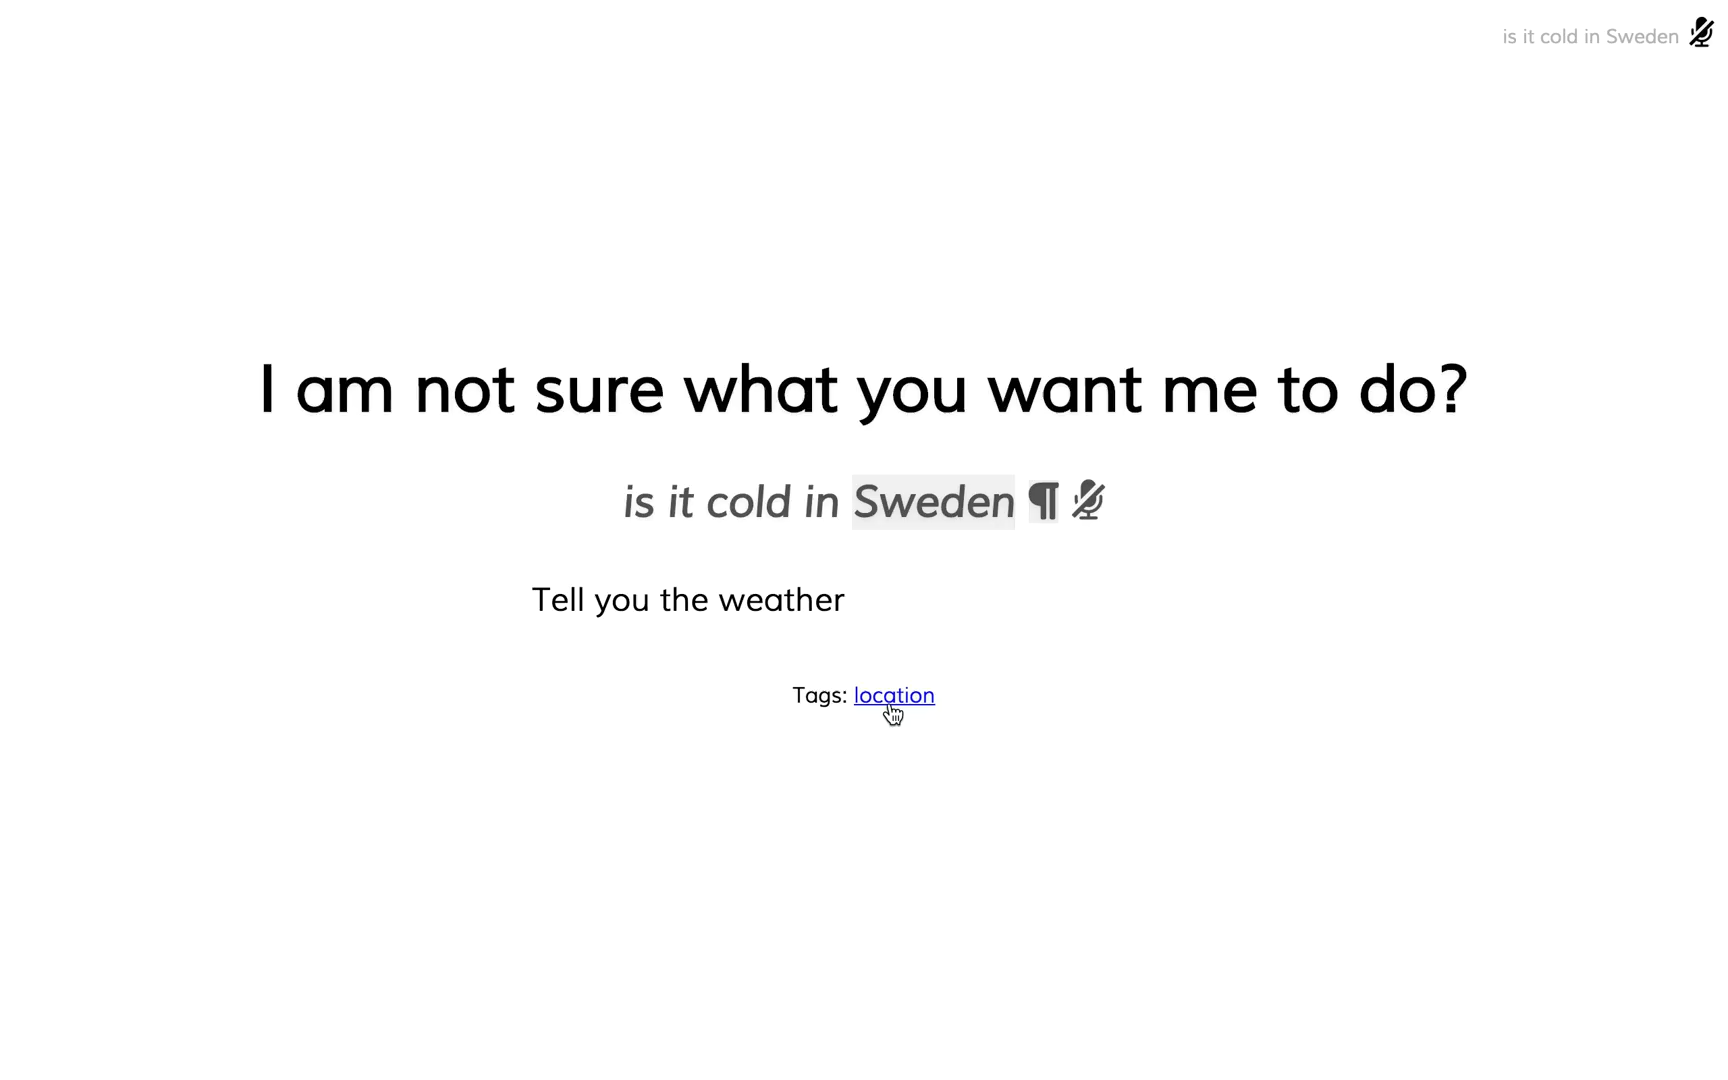 is it cold in Sweden
I am not sure what you want me to do?
is it cold in Sweden ¶
Tell you the weather
Tags: location